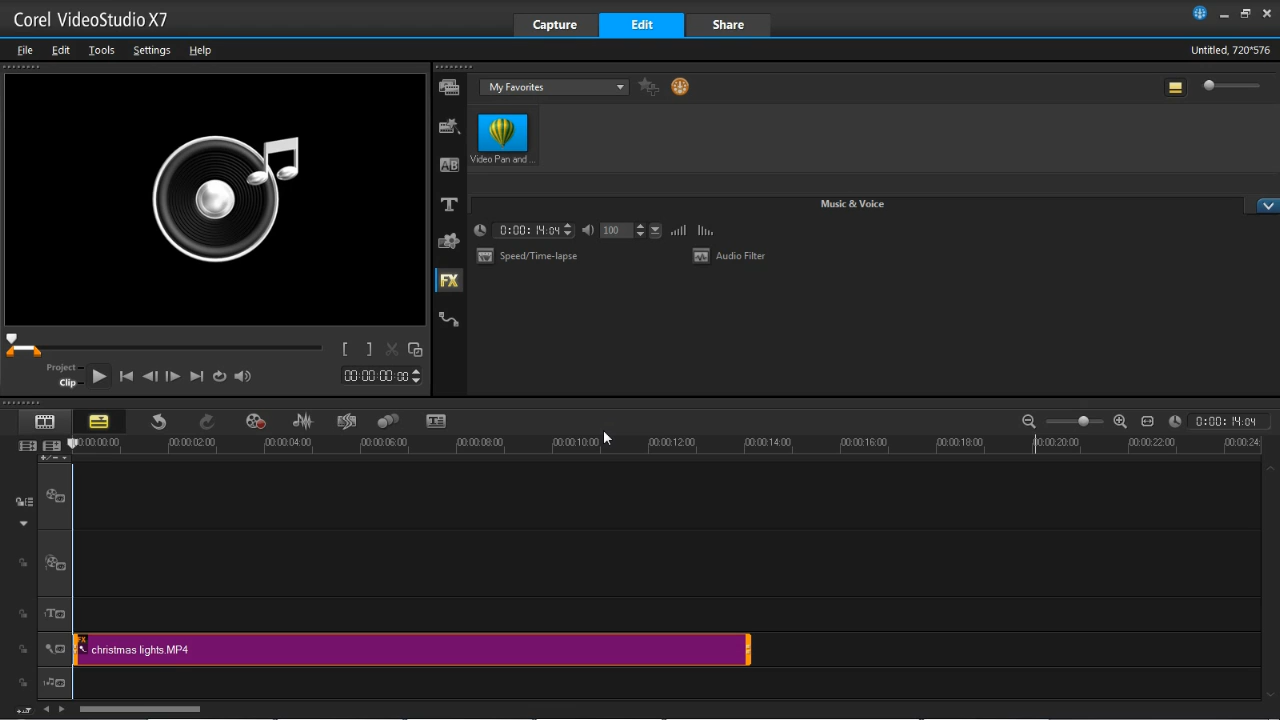 Corel VideoStudio X7
Capture
Edit
Share
File
Edit
Tools
Settings
Help
Untitled, 720*576
My Favorites
Video Pan and ...
Music & Voice
0:00: 14:04
100
Speed/Time-lapse
Audio Filter
AB
T
FX
Project
Clip
[ ]
00:00:00:00
0:00: 14:04
00:00:00:00
00:00:02:00
00:00:04:00
00:00:06:00
00:00:08:00
00:00:10:00
00:00:12:00
00:00:14:00
00:00:16:00
00:00:18:00
00:00:20:00
00:00:22:00
00:00:24:
FX
christmas lights.MP4